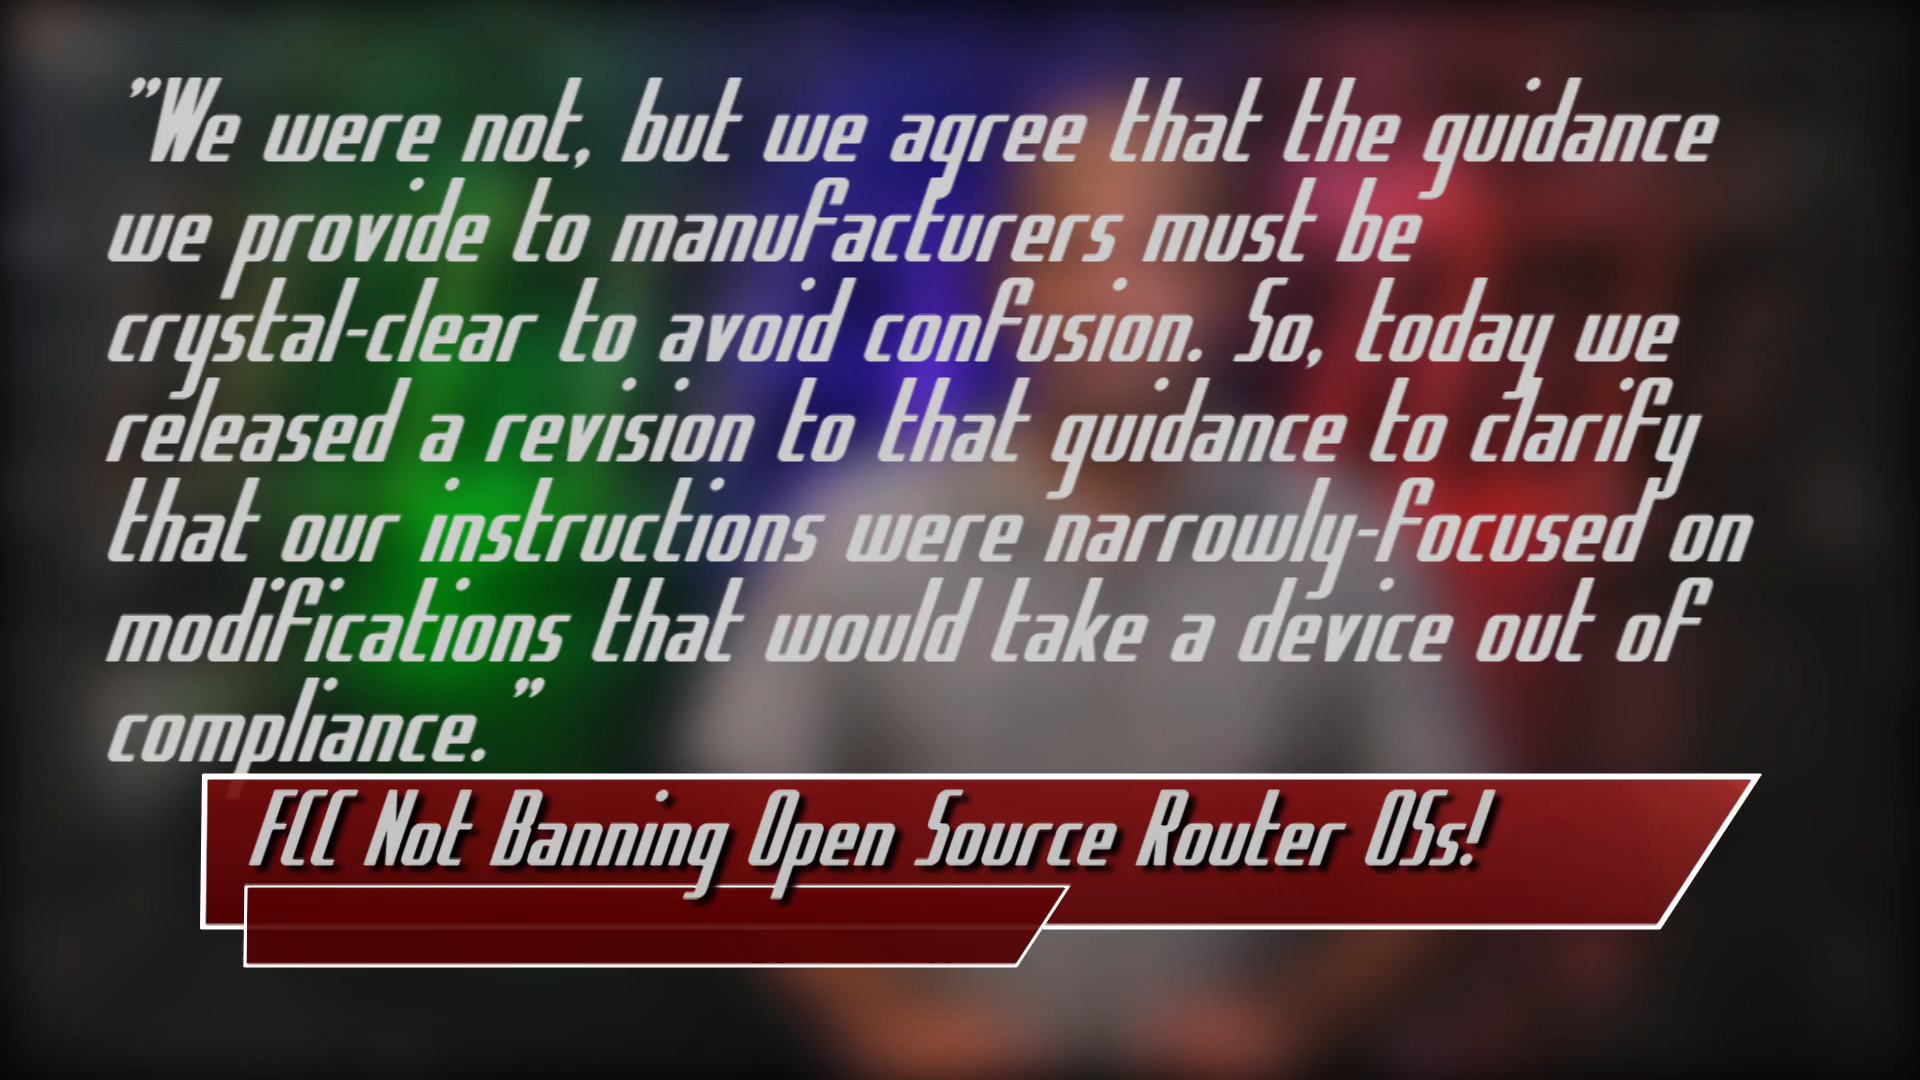 "We were not, but we agree that the guidance
we provide to manufacturers must be
crystal-clear to avoid confusion. So, today we
released a revision to that guidance to clarify
that our instructions were narrowly-focused on
modifications that would take a device out of
compliance."
FCC Not Banning Open Source Router OSs!